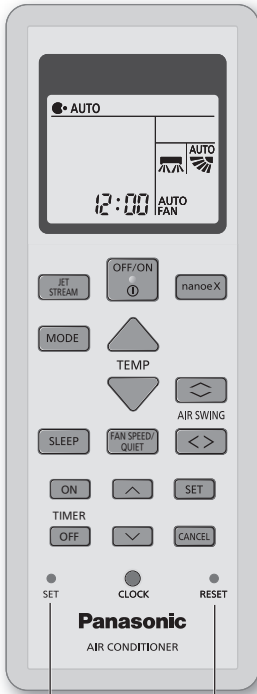 AUTO
AUTO
12:00 AUTO
FAN
JET
STREAM
OFF/ON
nanoeX
MODE
TEMP
AIR SWING
SLEEP
FAN SPEED/
QUIET
ON
SET
TIMER
OFF
CANCEL
SET
CLOCK
RESET
Panasonic
AIR CONDITIONER